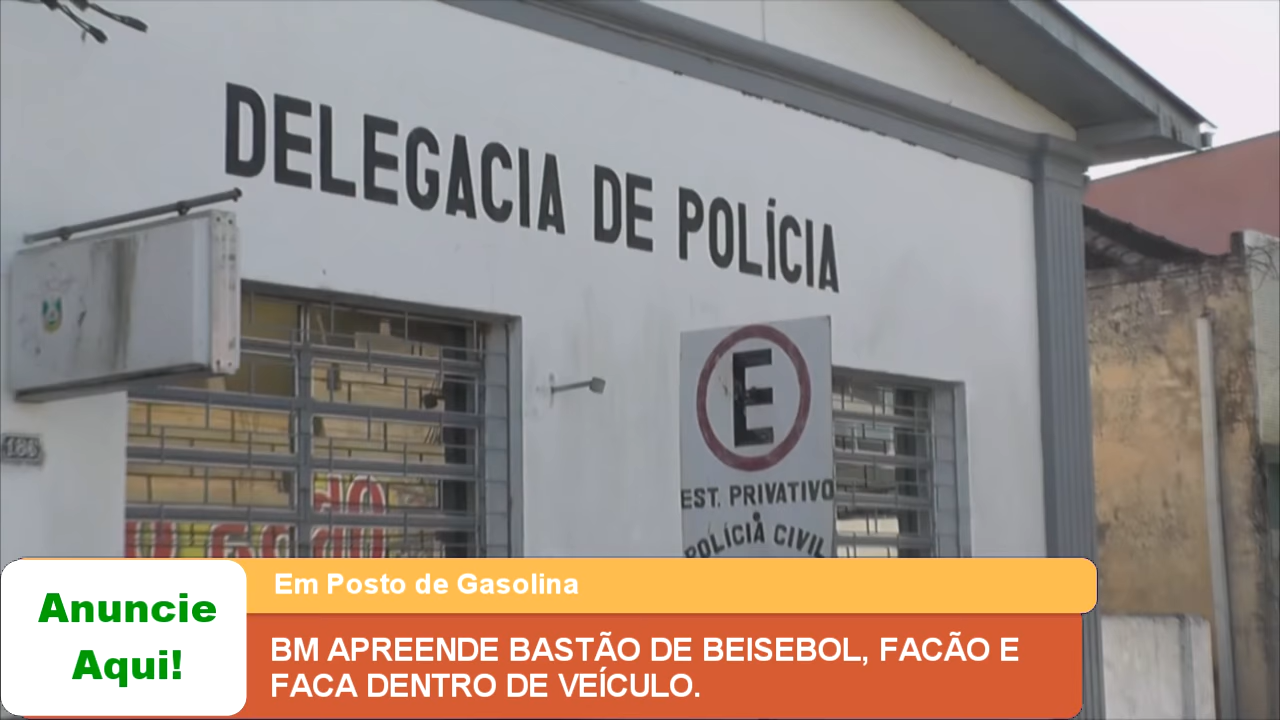 DELEGACIA DE POLÍCIA
E
EST. PRIVATIVO
POLÍCIA CIVIL
186
Em Posto de Gasolina
Anuncie
Aqui!
BM APREENDE BASTÃO DE BEISEBOL, FACÃO E
FACA DENTRO DE VEÍCULO.